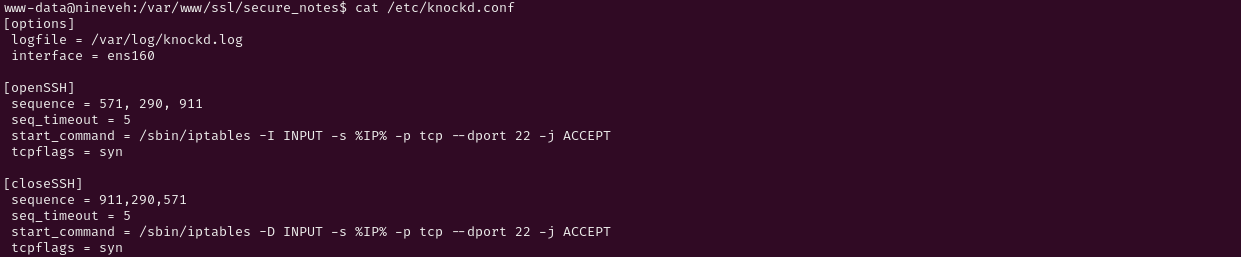 www-data@nineveh:/var/www/ssl/secure_notes$ cat /etc/knockd.conf
[options]
 logfile = /var/log/knockd.log
 interface = ens160

[openSSH]
 sequence = 571, 290, 911
 seq_timeout = 5
 start_command = /sbin/iptables -I INPUT -s %IP% -p tcp --dport 22 -j ACCEPT
 tcpflags = syn

[closeSSH]
 sequence = 911,290,571
 seq_timeout = 5
 start_command = /sbin/iptables -D INPUT -s %IP% -p tcp --dport 22 -j ACCEPT
 tcpflags = syn